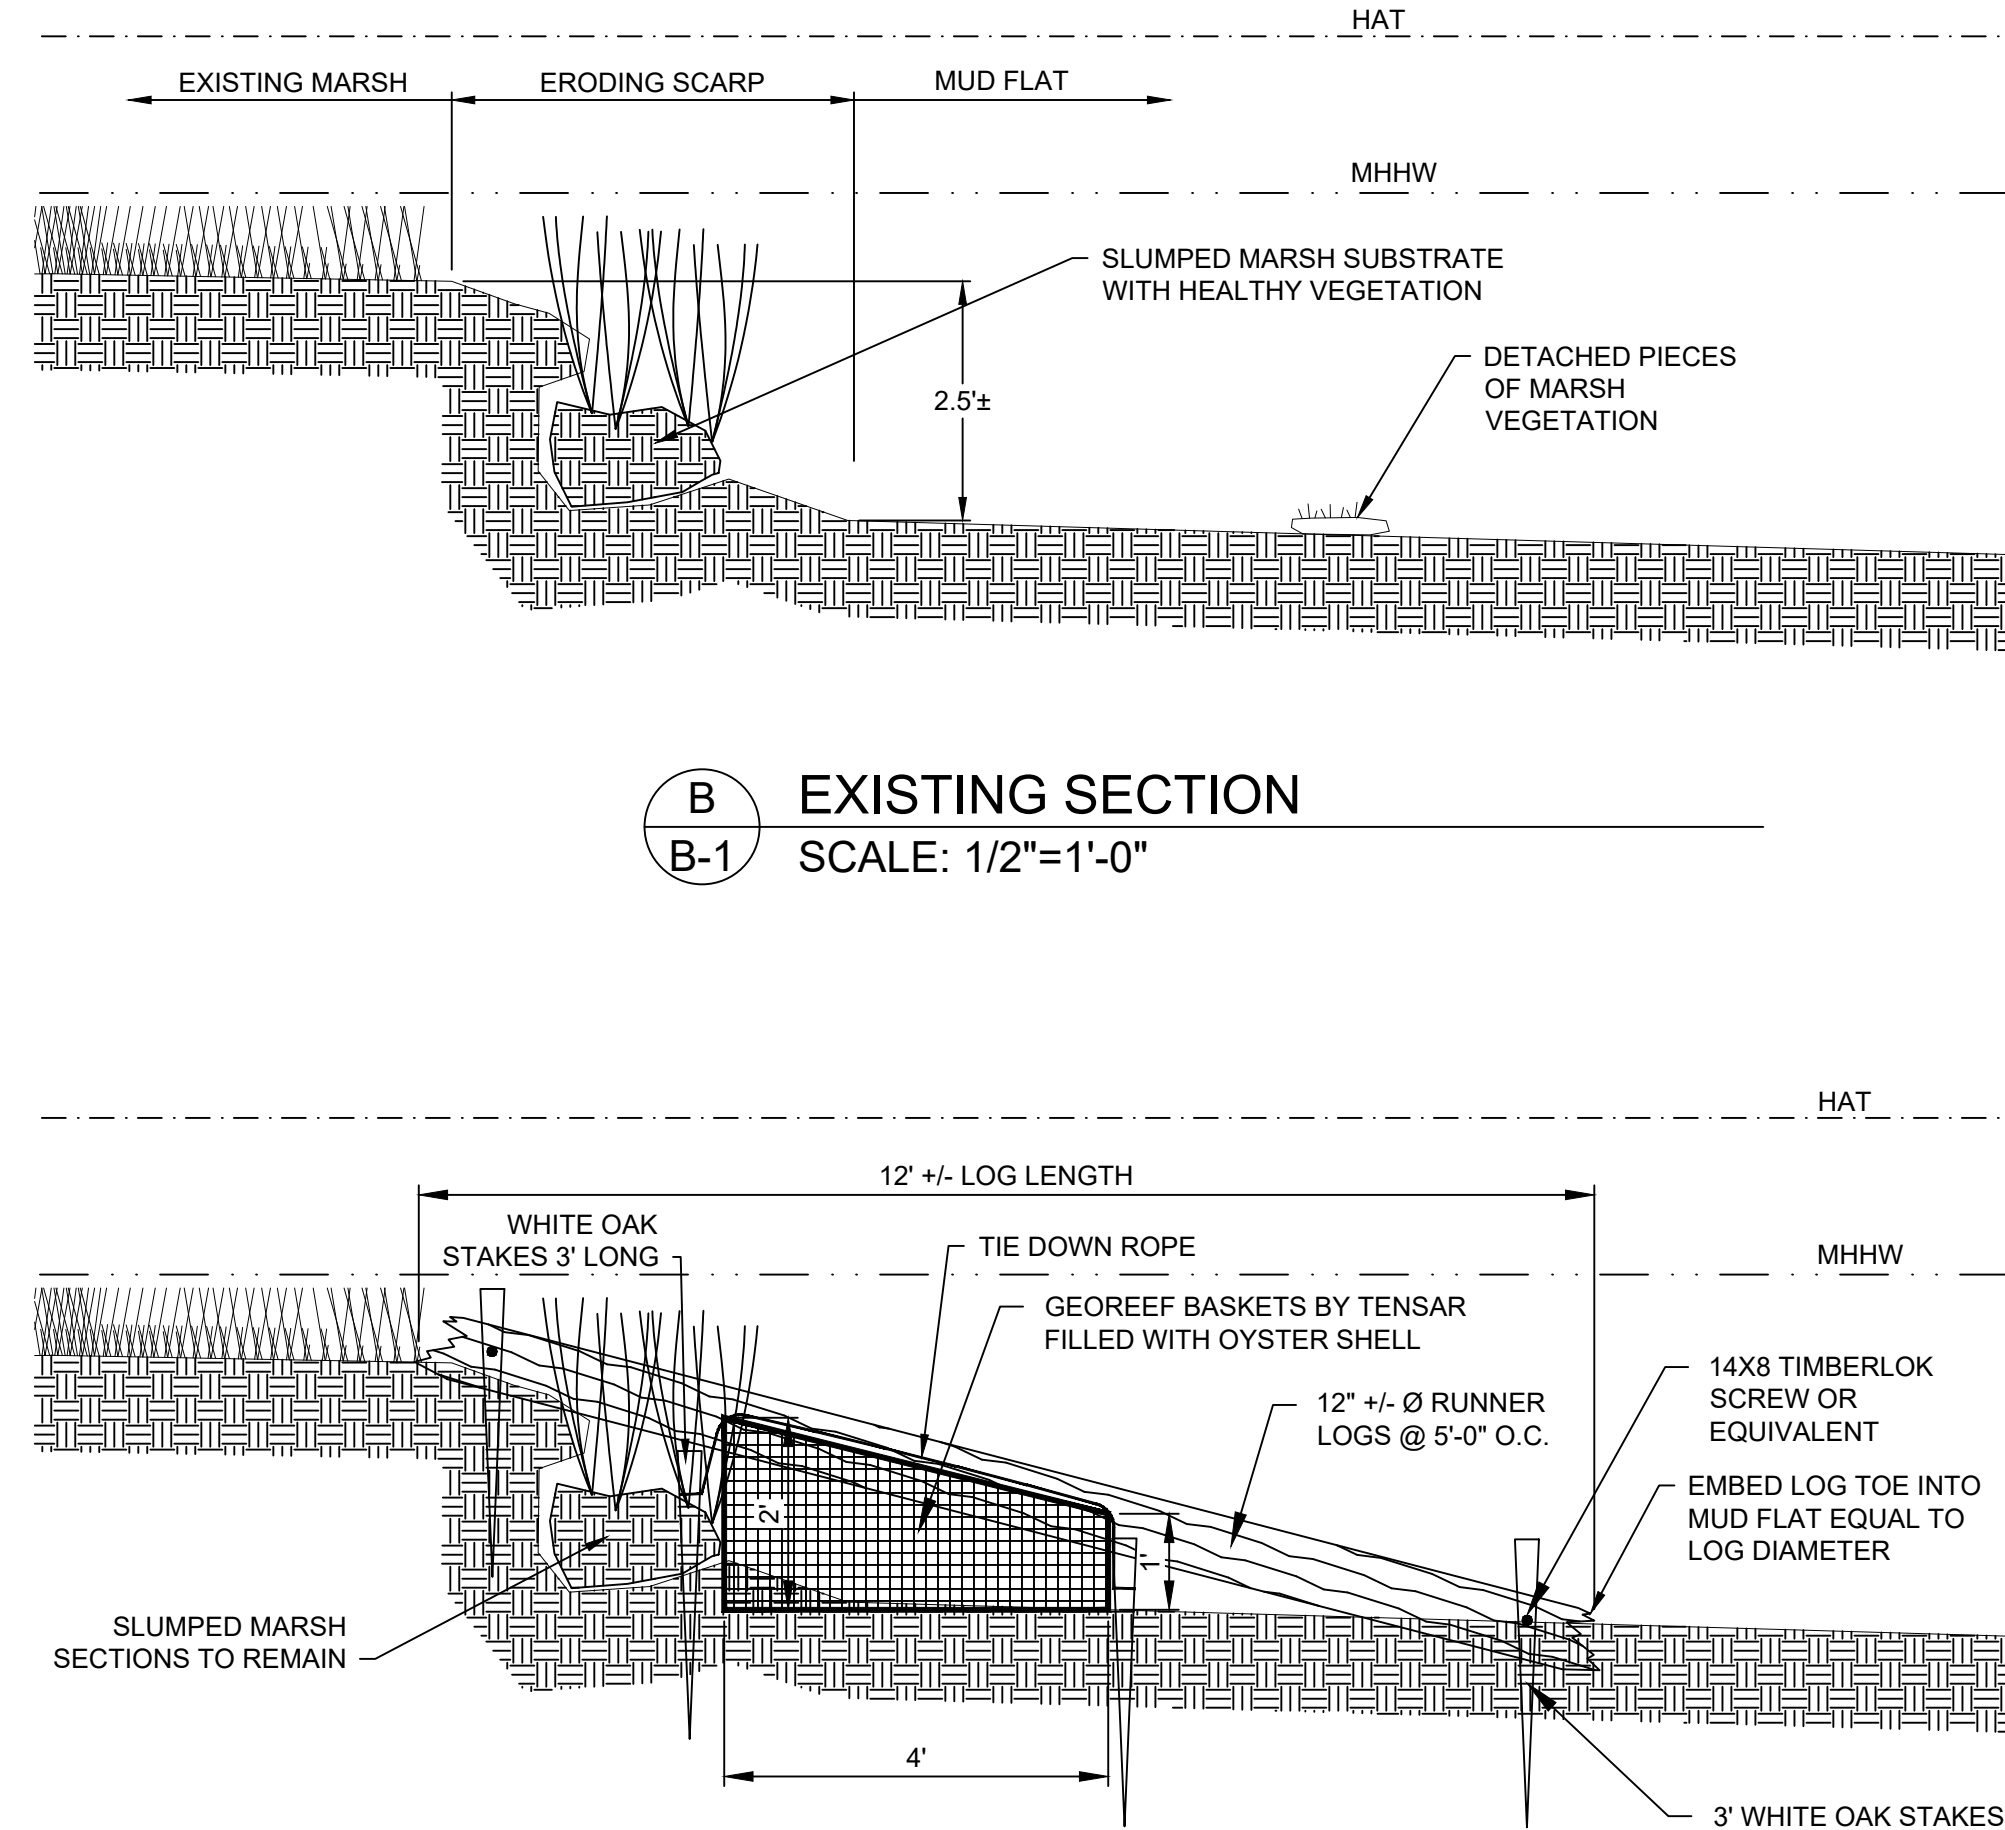 HAT
EXISTING MARSH
ERODING SCARP
MUD FLAT
MHHW
SLUMPED MARSH SUBSTRATE
WITH HEALTHY VEGETATION
DETACHED PIECES
OF MARSH
VEGETATION
2.5'±
B
B-1
EXISTING SECTION
SCALE: 1/2"=1'-0"
HAT
12' +/- LOG LENGTH
WHITE OAK
STAKES 3' LONG
TIE DOWN ROPE
MHHW
GEOREEF BASKETS BY TENSAR
FILLED WITH OYSTER SHELL
12" +/- Ø RUNNER
LOGS @ 5'-0" O.C.
14X8 TIMBERLOK
SCREW OR
EQUIVALENT
EMBED LOG TOE INTO
MUD FLAT EQUAL TO
LOG DIAMETER
2'
1'
SLUMPED MARSH
SECTIONS TO REMAIN
4'
3' WHITE OAK STAKES